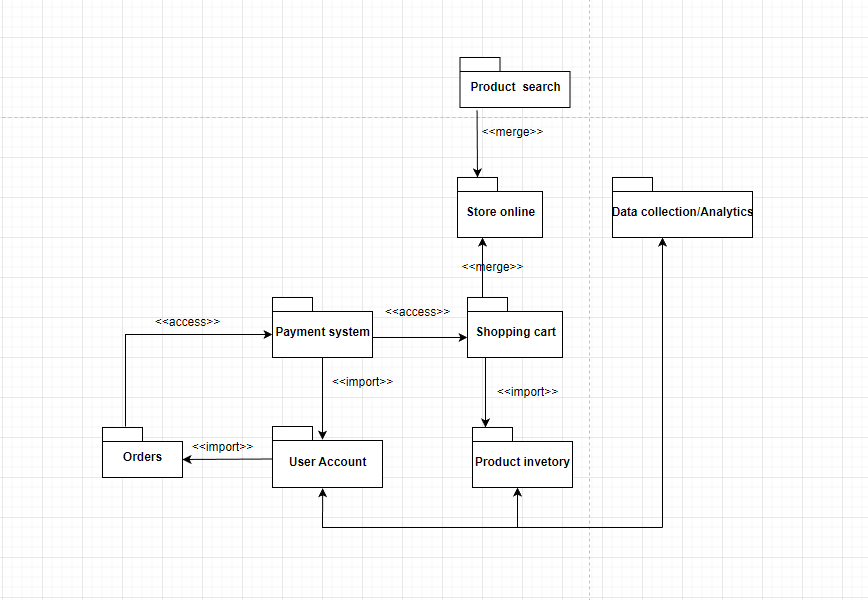 Product  search
<<merge>>
Store online
Data collection/Analytics
<<merge>>
<<access>>
<<access>>
Payment system
Shopping cart
<<import>>
<<import>>
<<import>>
Orders
User Account
Product invetory